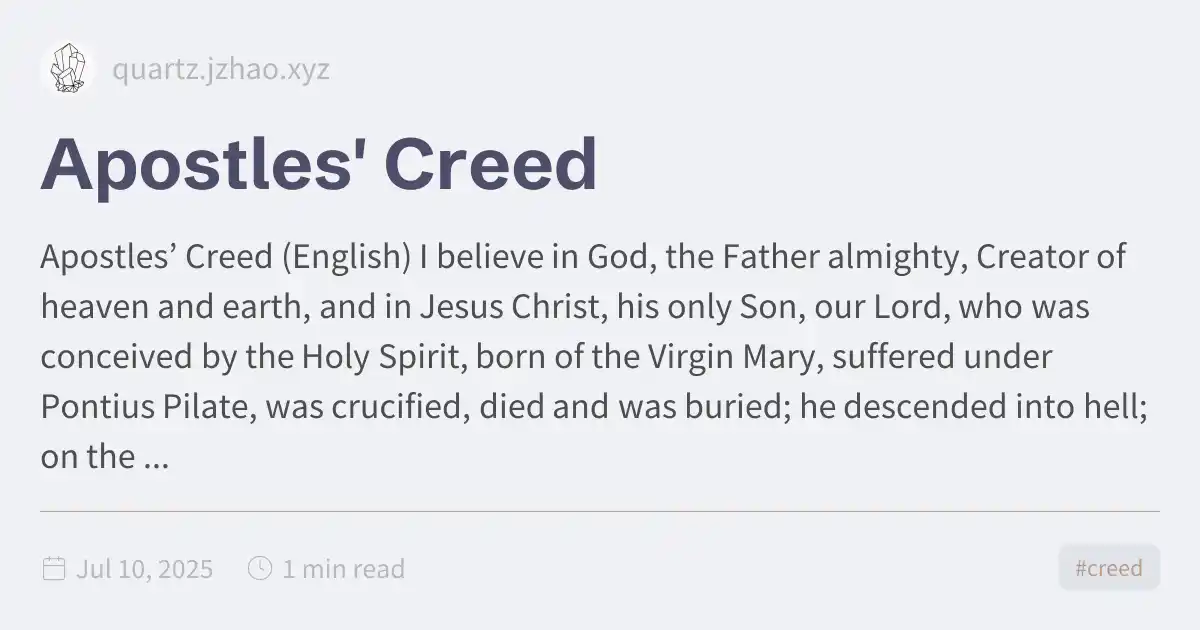 quartz.jzhao.xyz
Apostles' Creed
Apostles’ Creed (English) I believe in God, the Father almighty, Creator of
heaven and earth, and in Jesus Christ, his only Son, our Lord, who was
conceived by the Holy Spirit, born of the Virgin Mary, suffered under
Pontius Pilate, was crucified, died and was buried; he descended into hell;
on the ...
Jul 10, 2025 1 min read
#creed